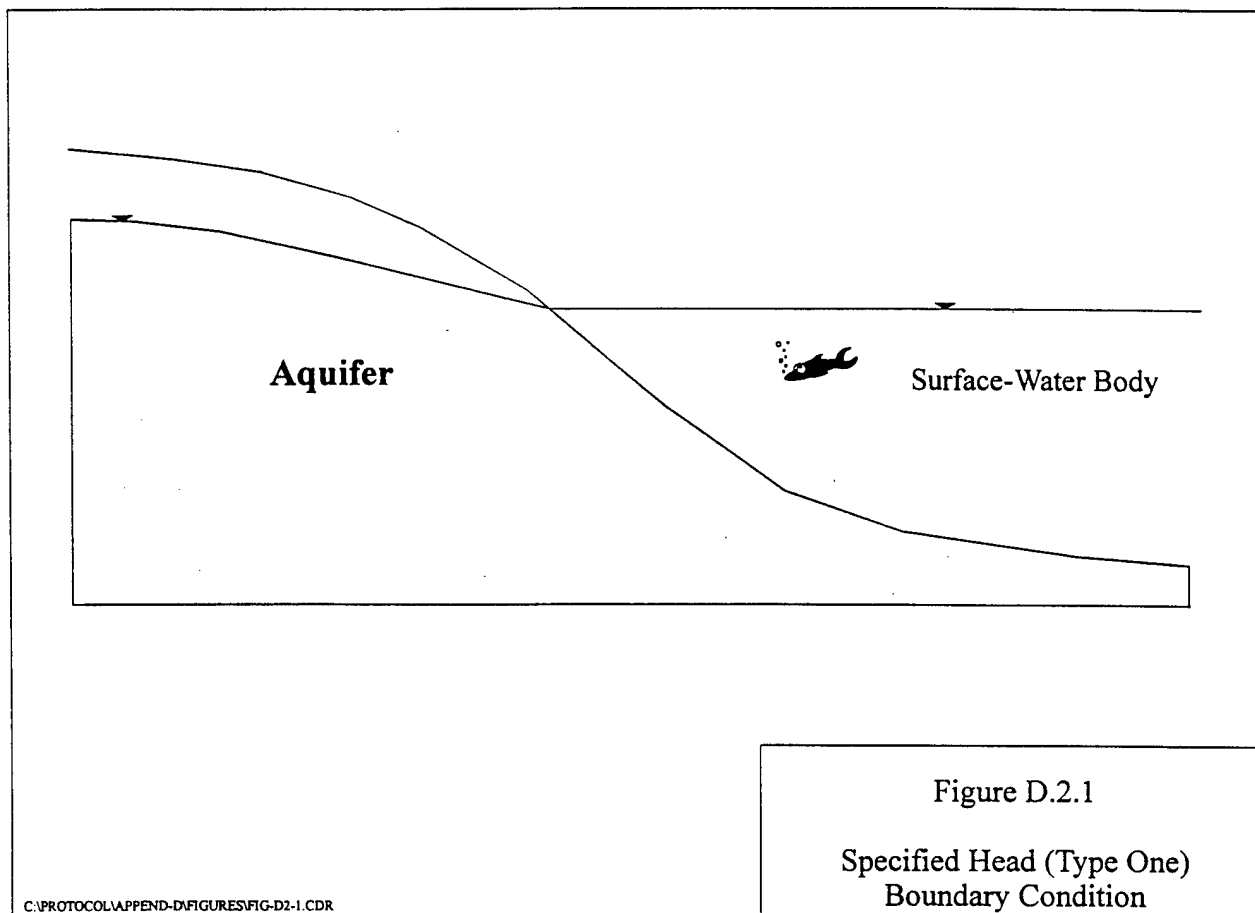 Aquifer
Surface-Water Body
Figure D.2.1
Specified Head (Type One)
Boundary Condition
C:\PROTOCOL\APPEND-D\FIGURES\FIG-D2-1.CDR